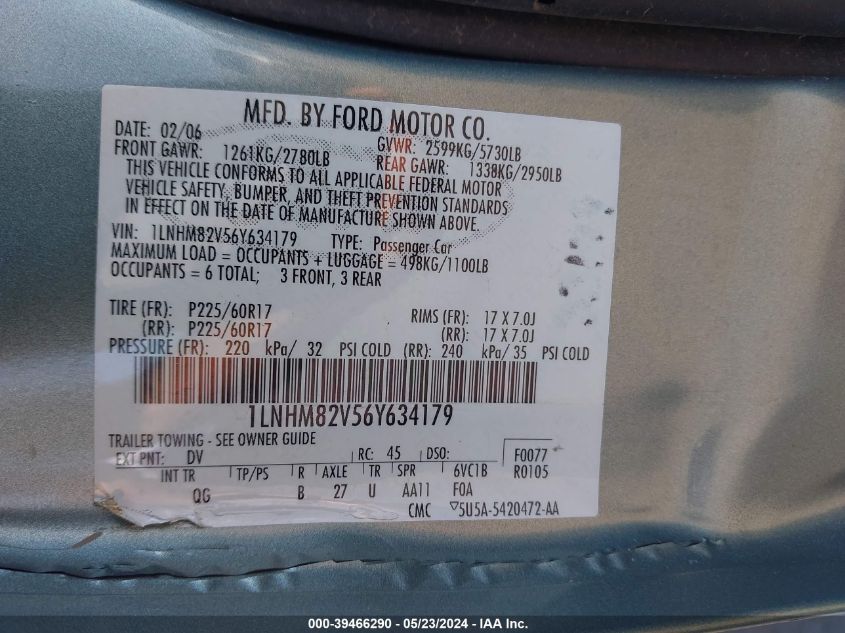 MFD. BY FORD MOTOR CO.
DATE: 02/06 GVWR: 2599KG/5730LB
FRONT GAWR: 1261KG/2780LB REAR GAWR: 1338KG/2950LB
THIS VEHICLE CONFORMS TO ALL APPLICABLE FEDERAL MOTOR
VEHICLE SAFETY, BUMPER, AND THEFT PREVENTION STANDARDS
IN EFFECT ON THE DATE OF MANUFACTURE SHOWN ABOVE.
VIN: 1LNHM82V56Y634179 TYPE: Passenger Car
MAXIMUM LOAD = OCCUPANTS + LUGGAGE = 498KG/1100LB
OCCUPANTS = 6 TOTAL; 3 FRONT, 3 REAR
TIRE (FR): P225/60R17 RIMS (FR): 17 X 7.0J
(RR): P225/60R17 (RR): 17 X 7.0J
PRESSURE (FR): 220 kPa/ 32 PSI COLD (RR): 240 kPa/ 35 PSI COLD
1LNHM82V56Y634179
TRAILER TOWING - SEE OWNER GUIDE
EXT PNT: DV RC: 45 DSO: F0077
INT TR TP/PS R AXLE TR SPR 6VC1B R0105
QG B 27 U AA11 FOA
CMC ▽5U5A-5420472-AA
000-39466290 - 05/23/2024 - IAA Inc.